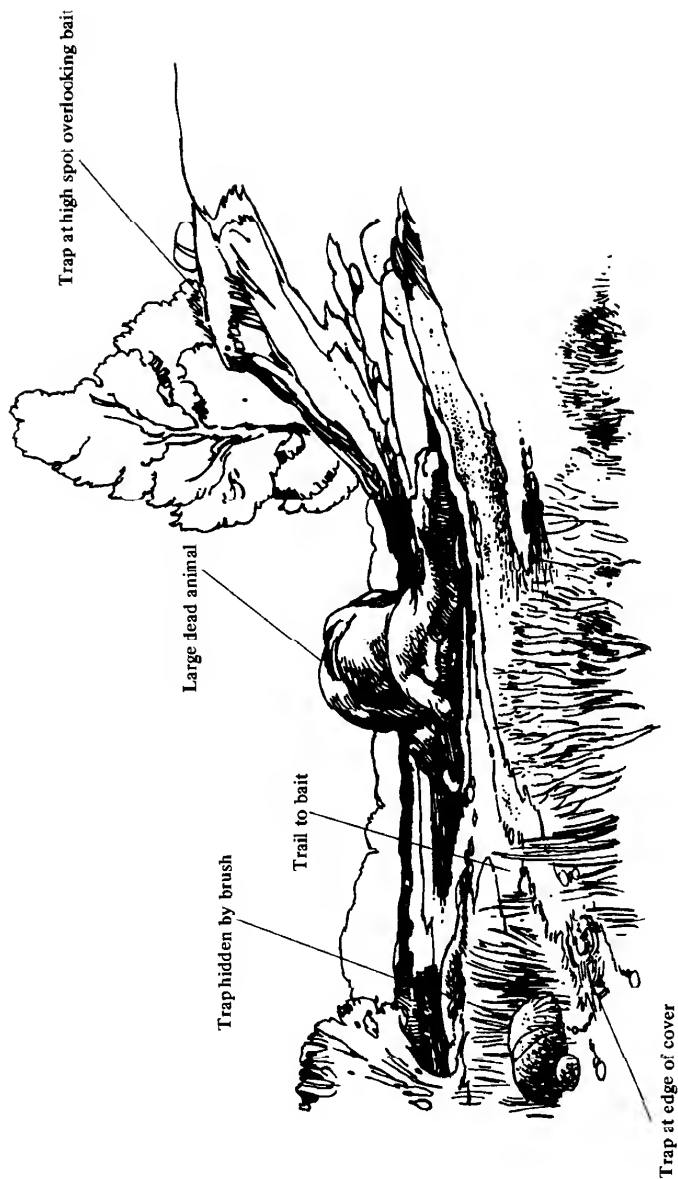 Trap at high spot overlooking bait
Large dead animal
Trap hidden by brush
Trail to bait
Trap at edge of cover